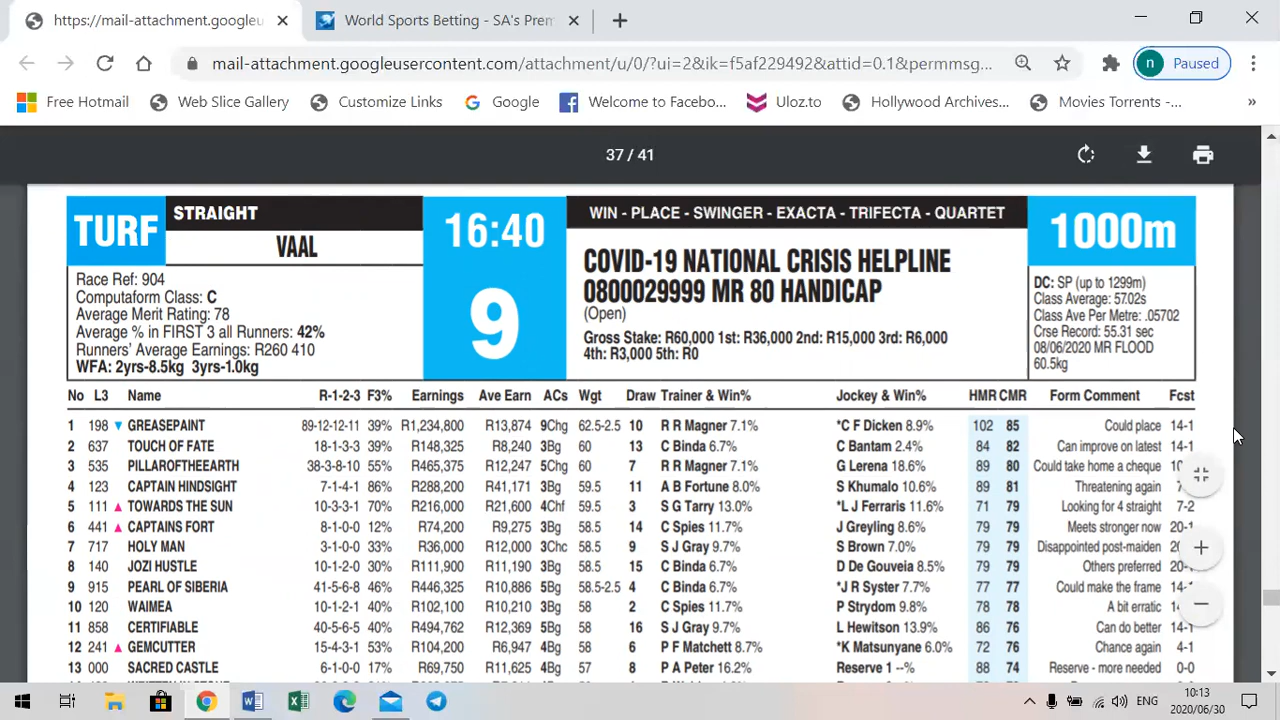 https://mail-attachment.googleu
World Sports Betting - SA's Prem
mail-attachment.googleusercontent.com/attachment/u/0/?ui=2&ik=f5af229492&attid=0.1&permmsg...
n Paused
Free Hotmail Web Slice Gallery Customize Links Google Welcome to Facebo... Uloz.to Hollywood Archives... Movies Torrents -... »
37 / 41
TURF STRAIGHT 16:40 WIN - PLACE - SWINGER - EXACTA - TRIFECTA - QUARTET 1000m
VAAL
COVID-19 NATIONAL CRISIS HELPLINE
0800029999 MR 80 HANDICAP
(Open)
Gross Stake: R60,000 1st: R36,000 2nd: R15,000 3rd: R6,000
4th: R3,000 5th: R0
Race Ref: 904
Computaform Class: C
Average Merit Rating: 78
Average % in FIRST 3 all Runners: 42%
Runners' Average Earnings: R260 410
WFA: 2yrs-8.5kg 3yrs-1.0kg
9
DC: SP (up to 1299m)
Class Average: 57.02s
Class Ave Per Metre: .05702
Crse Record: 55.31 sec
08/06/2020 MR FLOOD
60.5kg
No L3 Name R-1-2-3 F3% Earnings Ave Earn ACs Wgt Draw Trainer & Win% Jockey & Win% HMR CMR Form Comment Fcst
1 198 GREASEPAINT 89-12-12-11 39% R1,234,800 R13,874 9Chg 62.5-2.5 10 R R Magner 7.1% *C F Dicken 8.9% 102 85 Could place 14-1
2 637 TOUCH OF FATE 18-1-3-3 39% R148,325 R8,240 3Bg 60 13 C Binda 6.7% C Bantam 2.4% 84 82 Can improve on latest 14-1
3 535 PILLAROFTHEEARTH 38-3-8-10 55% R465,375 R12,247 5Chg 60 7 R R Magner 7.1% G Lerena 18.6% 89 80 Could take home a cheque
4 123 CAPTAIN HINDSIGHT 7-1-4-1 86% R288,200 R41,171 3Bg 59.5 11 A B Fortune 8.0% S Khumalo 10.6% 89 81 Threatening again
5 111 TOWARDS THE SUN 10-3-3-1 70% R216,000 R21,600 4Chf 59.5 3 S G Tarry 13.0% *L J Ferraris 11.6% 71 79 Looking for 4 straight 7-2
6 441 CAPTAINS FORT 8-1-0-0 12% R74,200 R9,275 3Bg 58.5 14 C Spies 11.7% J Greyling 8.6% 79 79 Meets stronger now 20-1
7 717 HOLY MAN 3-1-0-0 33% R36,000 R12,000 3Chc 58.5 9 S J Gray 9.7% S Brown 7.0% 79 79 Disappointed post-maiden
8 140 JOZI HUSTLE 10-1-2-0 30% R111,900 R11,190 3Bg 58.5 15 C Binda 6.7% D De Gouveia 8.5% 79 79 Others preferred
9 915 PEARL OF SIBERIA 41-5-6-8 46% R446,325 R10,886 5Bg 58.5-2.5 4 C Binda 6.7% *J R Syster 7.7% 77 77 Could make the frame
10 120 WAIMEA 10-1-2-1 40% R102,100 R10,210 3Bg 58 2 C Spies 11.7% P Strydom 9.8% 78 78 A bit erratic
11 858 CERTIFIABLE 40-5-6-5 40% R494,762 R12,369 5Bg 58 16 S J Gray 9.7% L Hewitson 13.9% 86 76 Can do better 14-1
12 241 GEMCUTTER 15-4-3-1 53% R104,200 R6,947 4Bg 58 6 P F Matchett 8.7% *K Matsunyane 6.0% 72 76 Chance again 4-1
13 000 SACRED CASTLE 6-1-0-0 17% R69,750 R11,625 4Bg 57 8 P A Peter 16.2% Reserve 1 --% 88 74 Reserve - more needed 0-0
ENG
10:13
2020/06/30